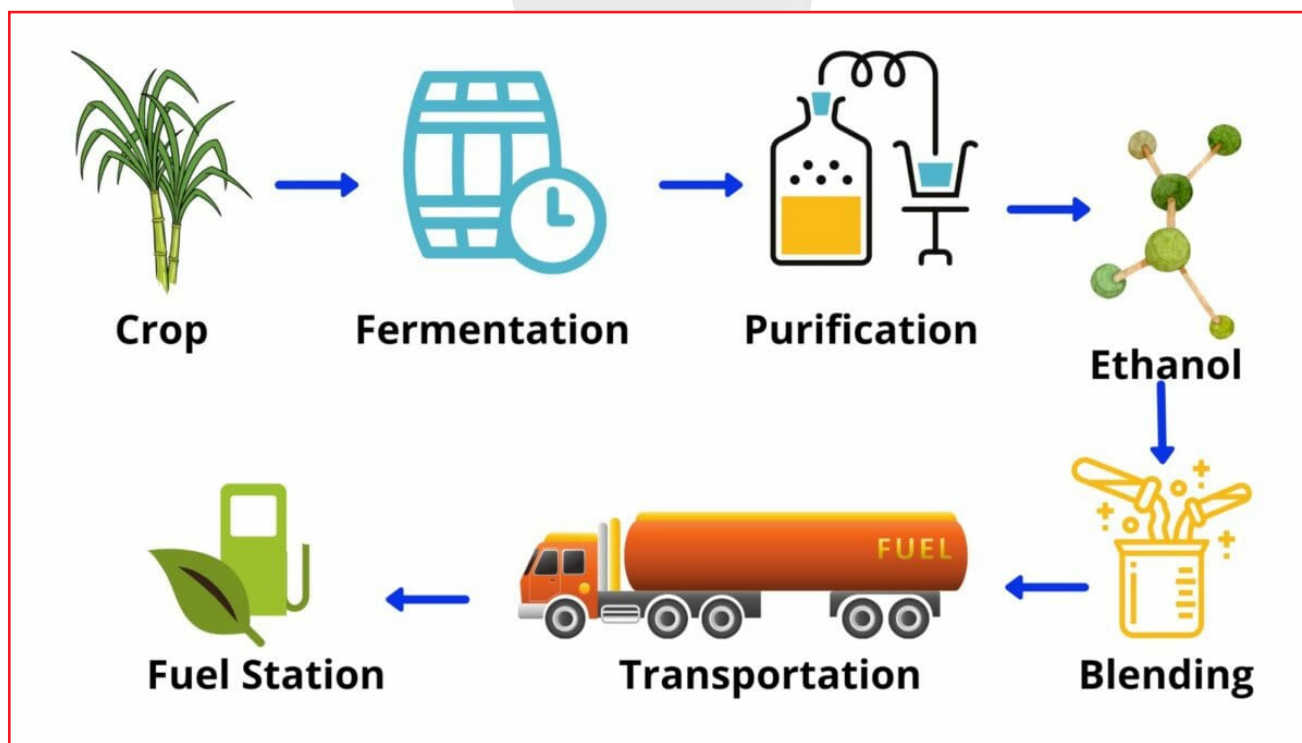 Crop
Fermentation
Purification
Ethanol
FUEL
Fuel Station
Transportation
Blending